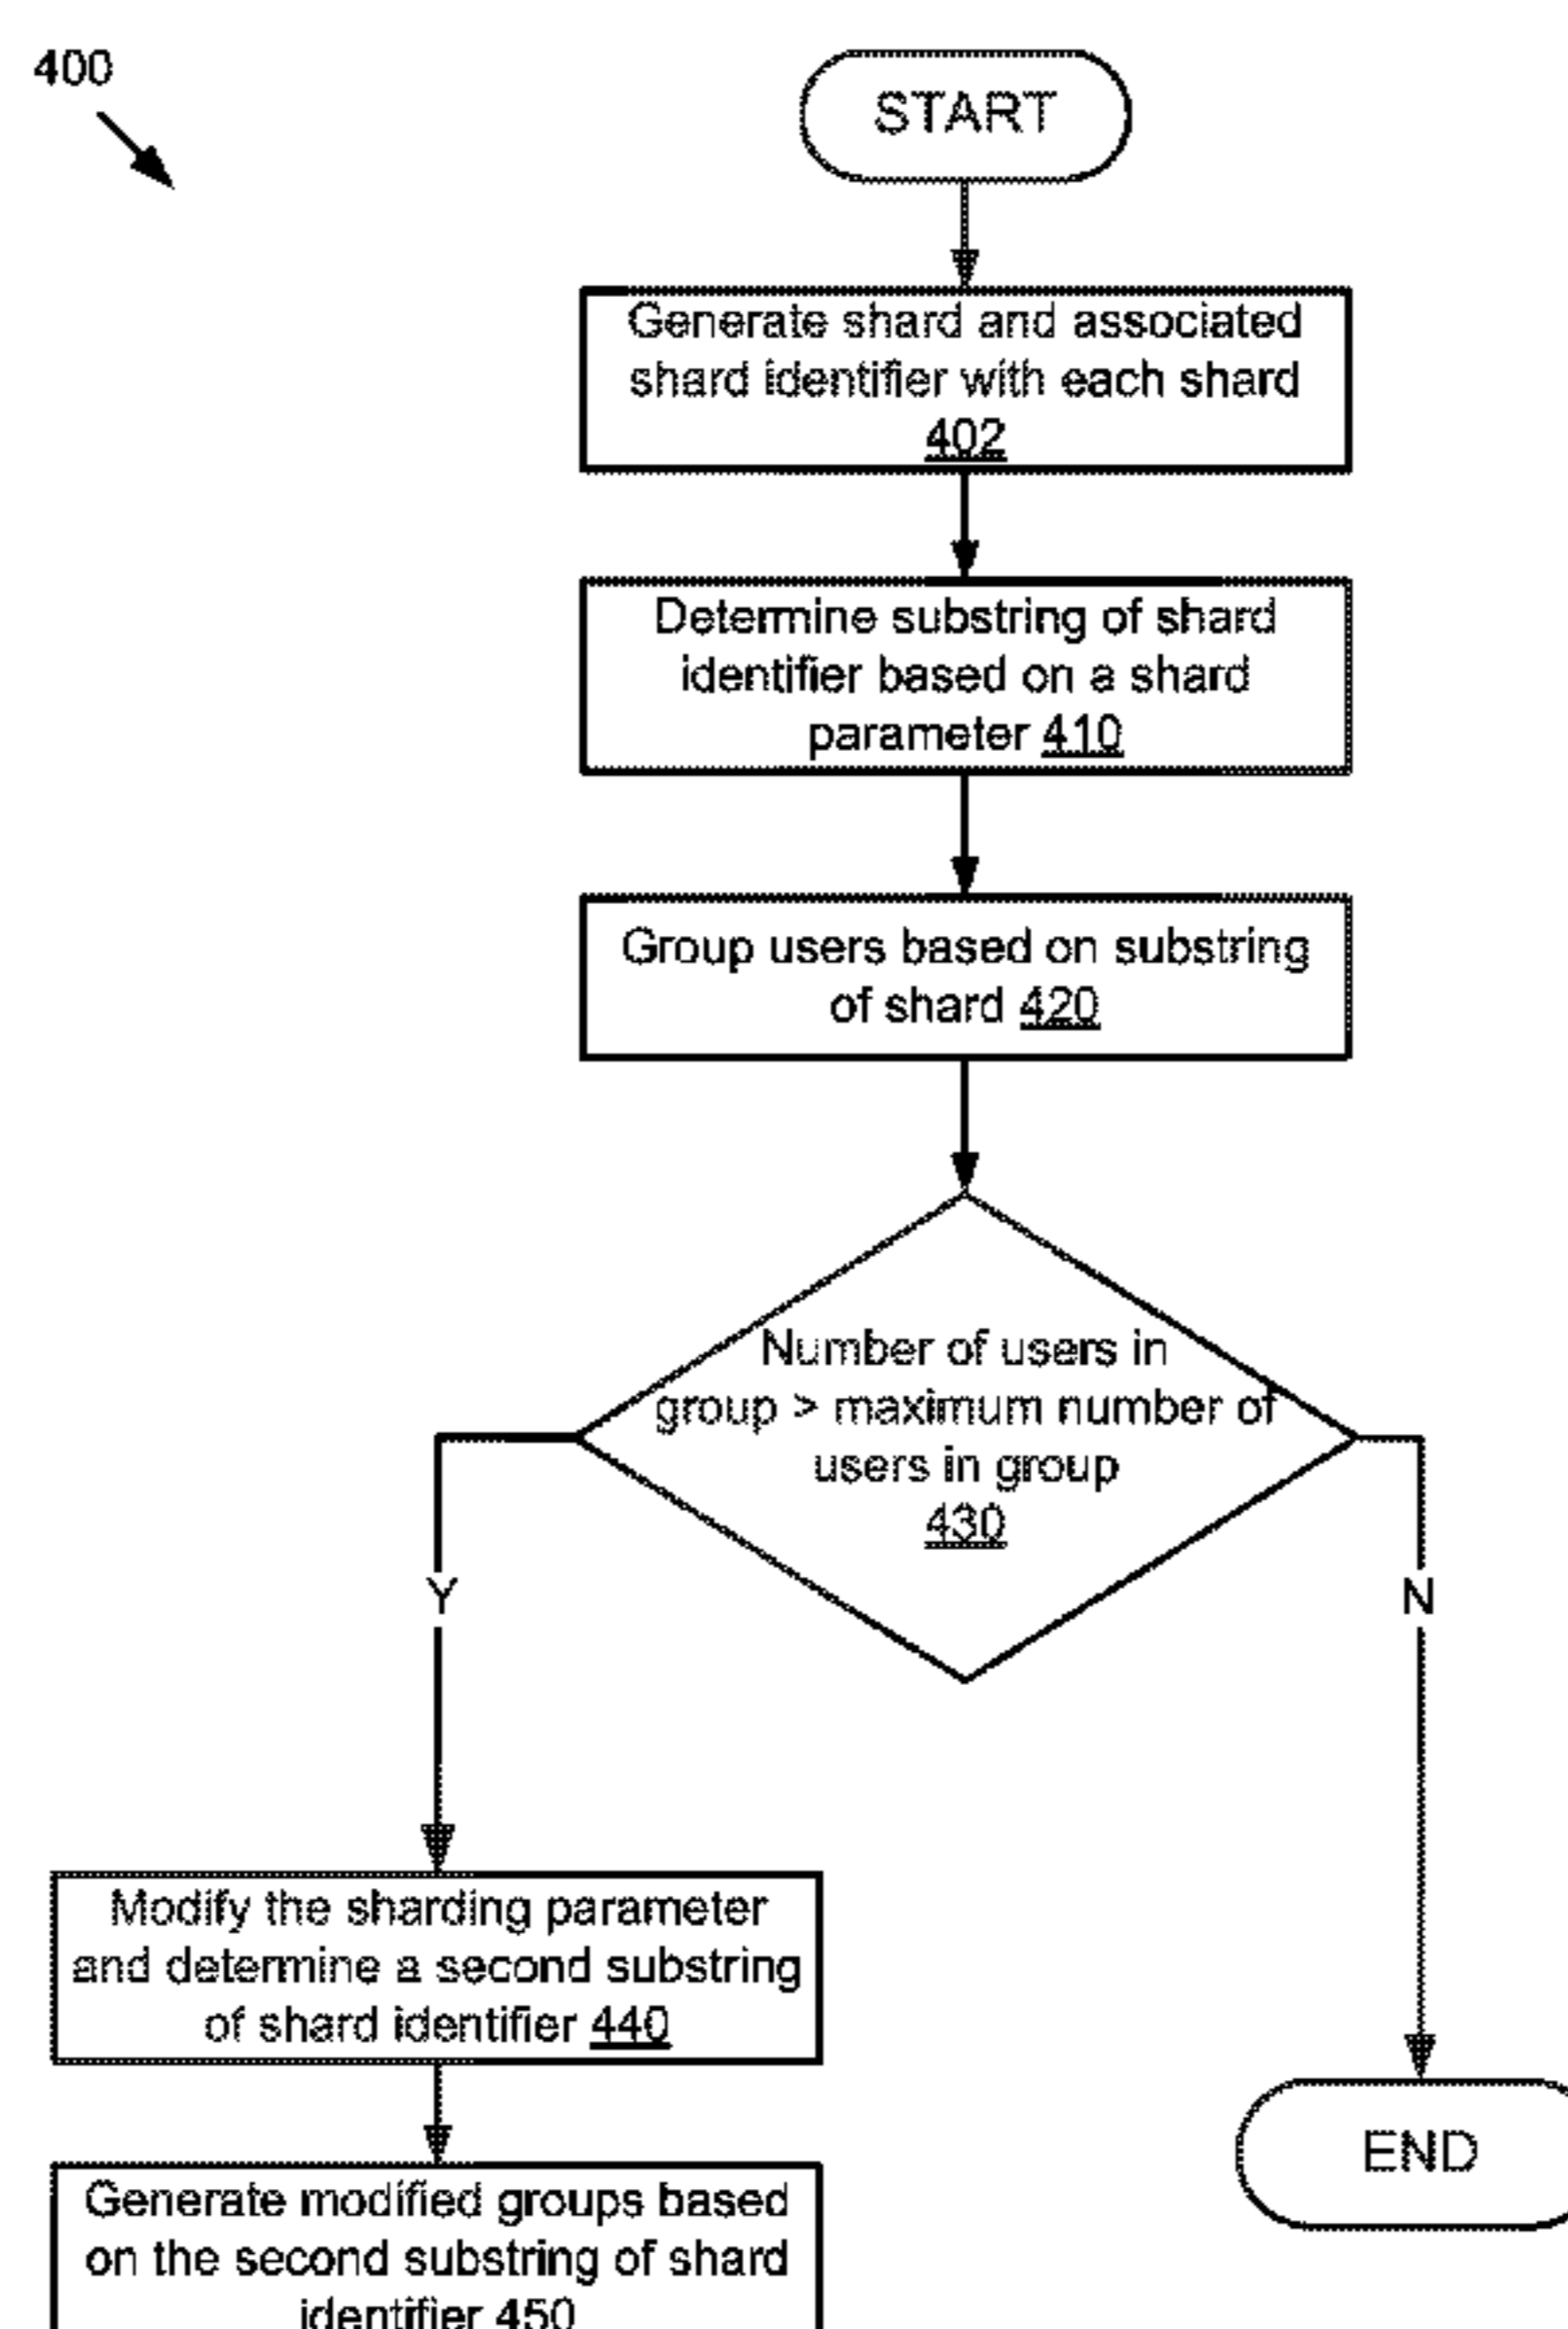 400
START
Generate shard and associated
shard identifier with each shard
402
Determine substring of shard
identifier based on a shard
parameter 410
Group users based on substring
of shard 420
Number of users in
group > maximum number of
users in group
430
Y
N
Modify the sharding parameter
and determine a second substring
of shard identifier 440
END
Generate modified groups based
on the second substring of shard
identifier 450